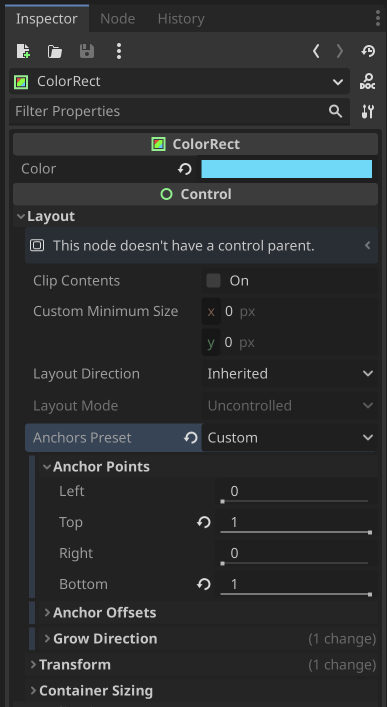 Inspector Node History
ColorRect
Filter Properties
ColorRect
Color
Control
Layout
This node doesn't have a control parent.
Clip Contents On
Custom Minimum Size x 0 px
y 0 px
Layout Direction Inherited
Layout Mode Uncontrolled
Anchors Preset Custom
Anchor Points
Left 0
Top 1
Right 0
Bottom 1
Anchor Offsets
Grow Direction (1 change)
Transform (1 change)
Container Sizing